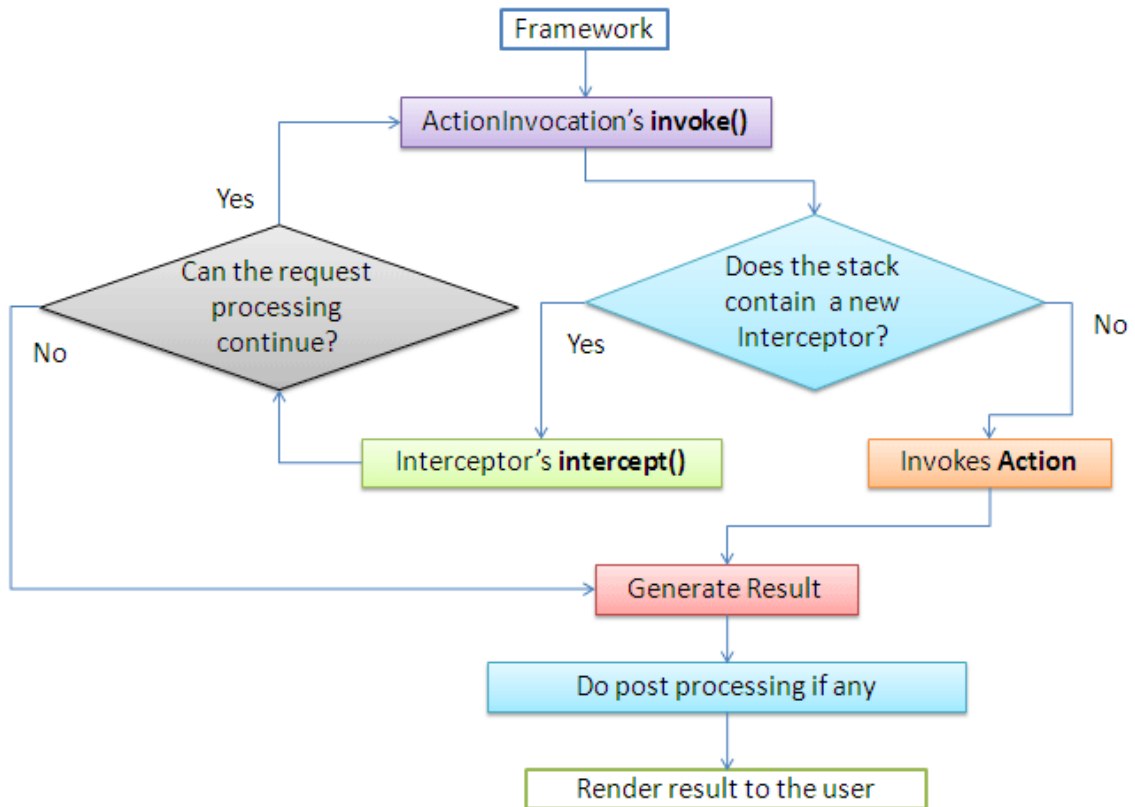 Framework
ActionInvocation's invoke()
Yes
Can the request
processing
continue?
No
Does the stack
contain a new
Interceptor?
Yes
No
Interceptor's intercept()
Invokes Action
Generate Result
Do post processing if any
Render result to the user